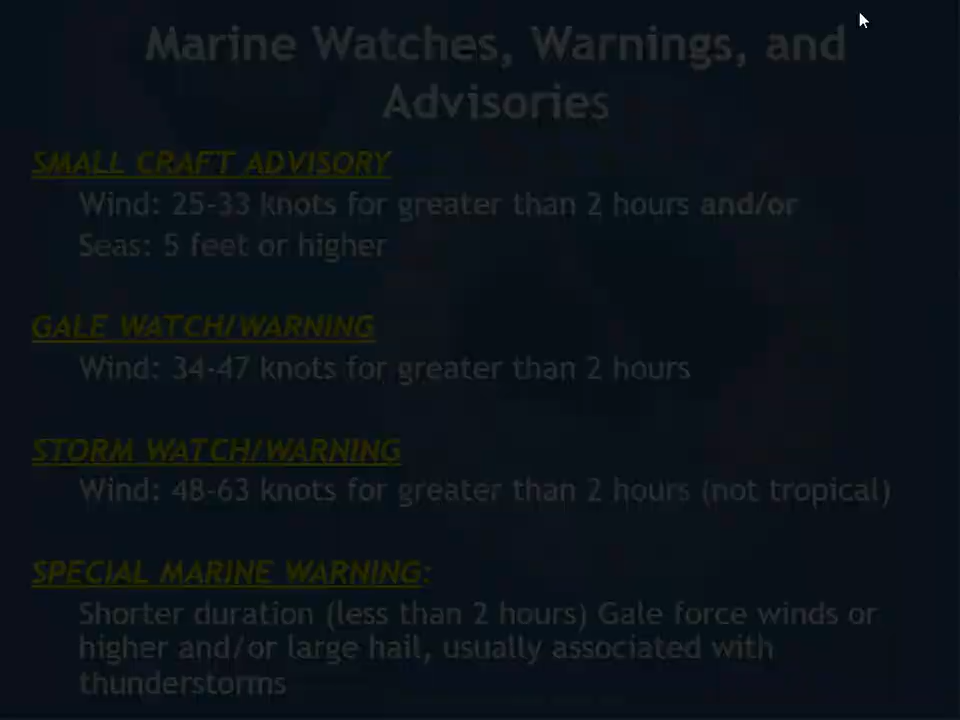 Marine Watches, Warnings, and
Advisories
SMALL CRAFT ADVISORY
Wind: 25-33 knots for greater than 2 hours and/or
Seas: 5 feet or higher
GALE WATCH/WARNING
Wind: 34-47 knots for greater than 2 hours
STORM WATCH/WARNING
Wind: 48-63 knots for greater than 2 hours (not tropical)
SPECIAL MARINE WARNING:
Shorter duration (less than 2 hours) Gale force winds or
higher and/or large hail, usually associated with
thunderstorms